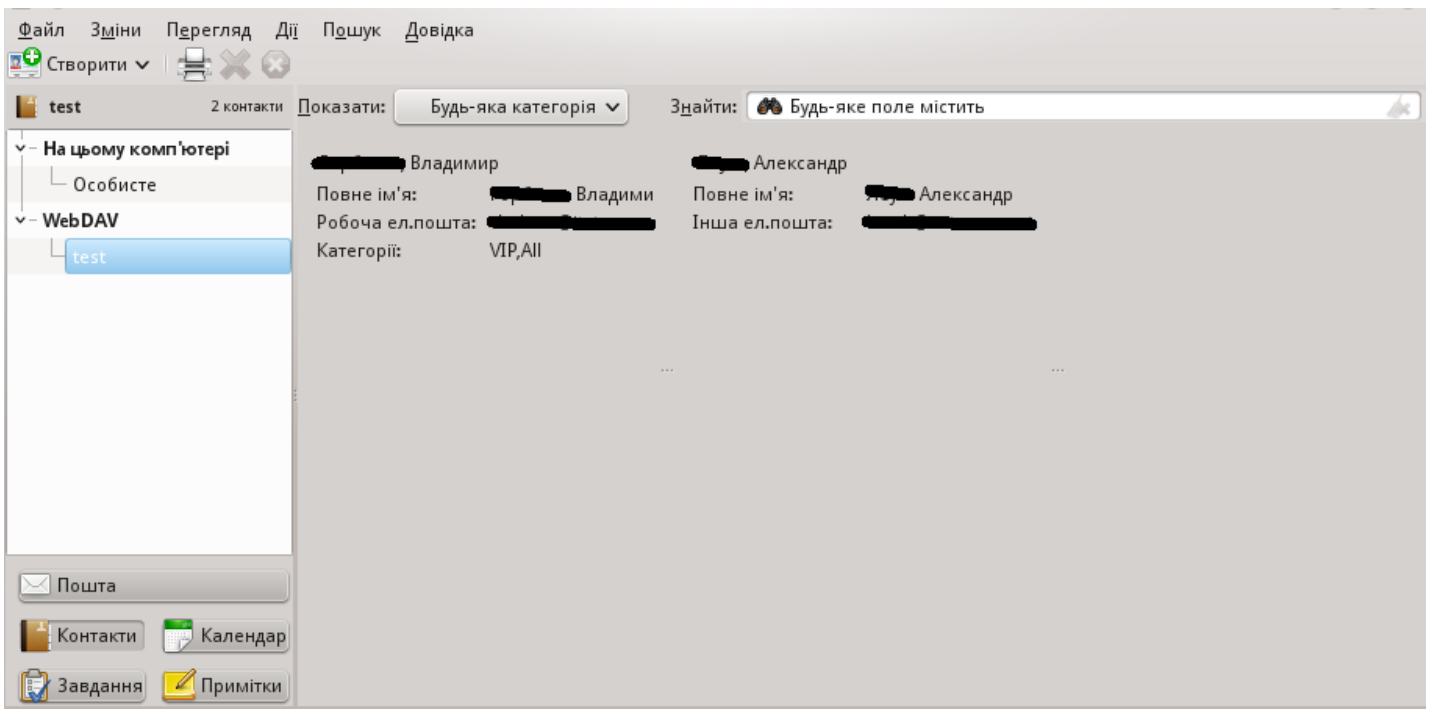 Файл Зміни Перегляд Дії Пошук Довідка
Створити
test 2 контакти Показати: Будь-яка категорія Знайти: Будь-яке поле містить
На цьому комп'ютері
Особисте
WebDAV
test
, Владимир
Повне ім'я: Владими
Робоча ел.пошта:
Категорії: VIP,All
, Александр
Повне ім'я: Александр
Інша ел.пошта:
...
...
Пошта
Контакти Календар
Завдання Примітки